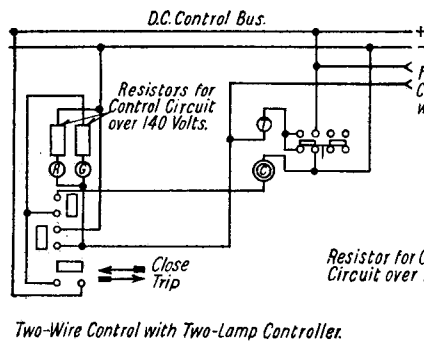 D.C. Control Bus.
+
−
Resistors for
Control Circuit
over 140 Volts.
T
A
G
C
Close
Trip
Resistor for
Circuit over
Two-Wire Control with Two-Lamp Controller.